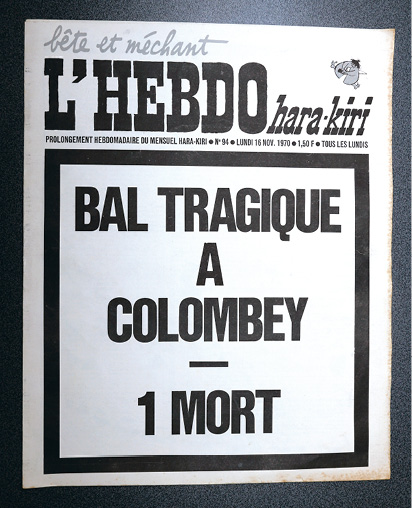 bête et méchant
L'HEBDO hara-kiri
PROLONGEMENT HEBDOMADAIRE DU MENSUEL HARA-KIRI ● N° 94 ● LUNDI 16 NOV. 1970 ● 1,50 F ● TOUS LES LUNDIS
BAL TRAGIQUE
A
COLOMBEY
—
1 MORT